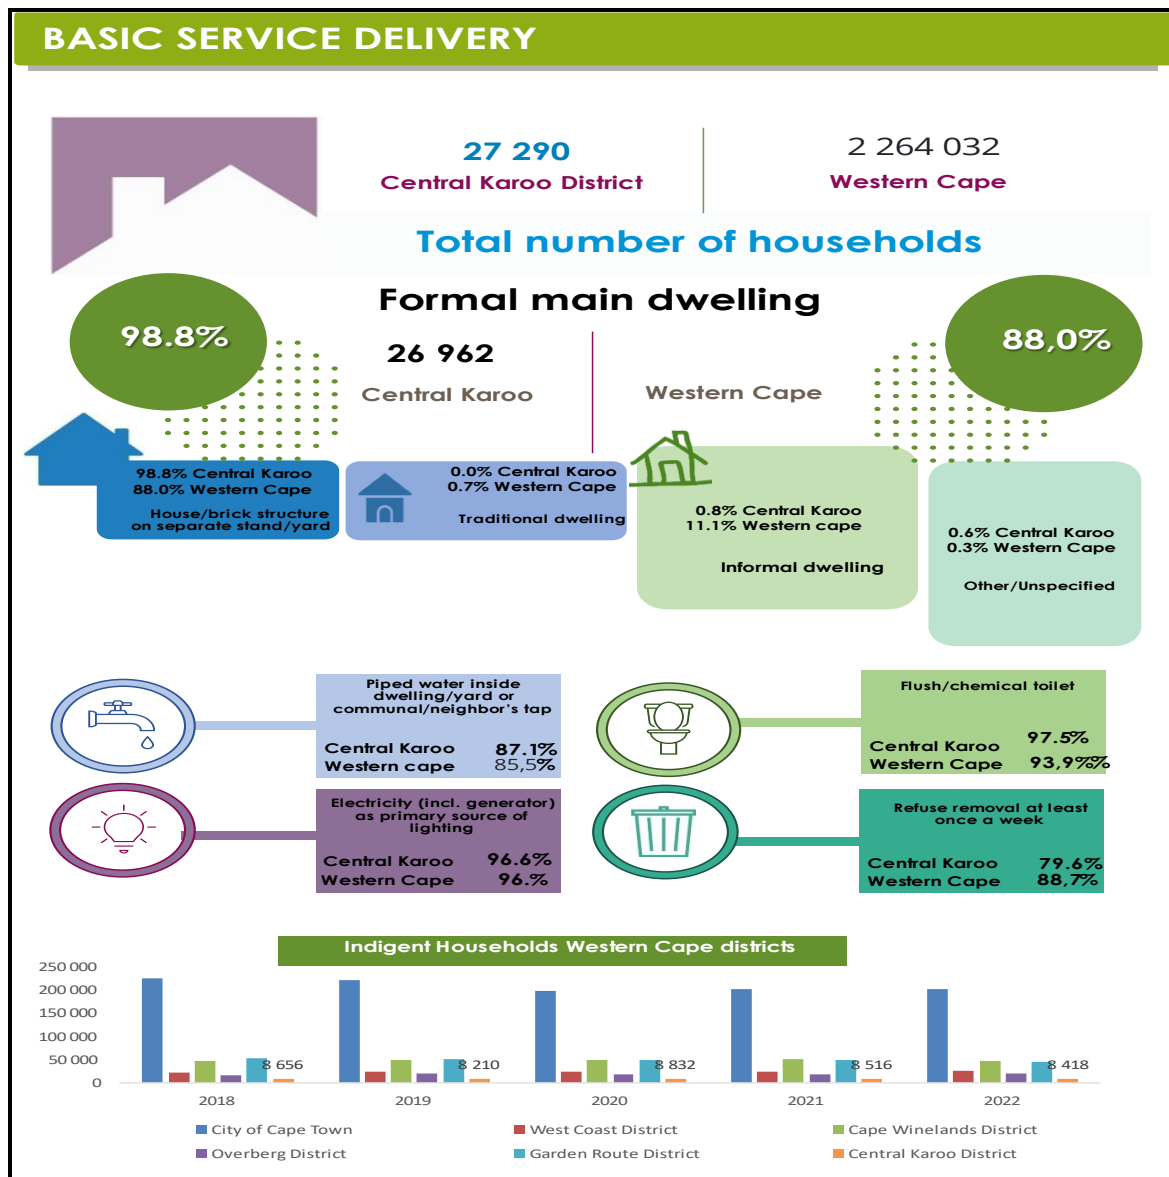 BASIC SERVICE DELIVERY
27 290
Central Karoo District
2 264 032
Western Cape
Total number of households
Formal main dwelling
98.8%
26 962
Central Karoo
Western Cape
88,0%
98.8% Central Karoo
88.0% Western Cape
House/brick structure
on separate stand/yard
0.0% Central Karoo
0.7% Western Cape
Traditional dwelling
0.8% Central Karoo
11.1% Western cape
Informal dwelling
0.6% Central Karoo
0.3% Western Cape
Other/Unspecified
Piped water inside
dwelling/yard or
communal/neighbor's tap
Central Karoo 87.1%
Western cape 85,5%
Flush/chemical toilet
Central Karoo 97.5%
Western Cape 93,9%%
Electricity (incl. generator)
as primary source of
lighting
Central Karoo 96.6%
Western Cape 96.%
Refuse removal at least
once a week
Central Karoo 79.6%
Western Cape 88,7%
Indigent Households Western Cape districts
250 000
200 000
150 000
100 000
50 000
0
8 656
8 210
8 832
8 516
8 418
2018 2019 2020 2021 2022
City of Cape Town West Coast District Cape Winelands District
Overberg District Garden Route District Central Karoo District